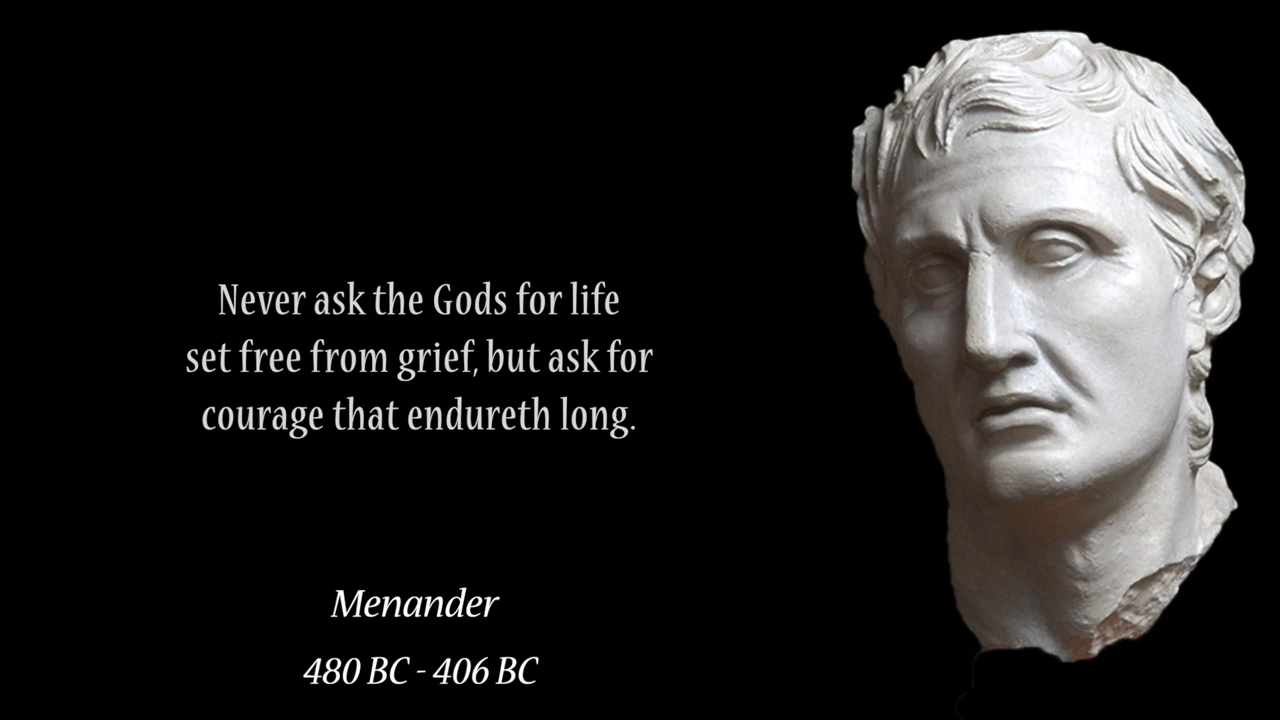 Never ask the Gods for life
set free from grief, but ask for
courage that endureth long.
Menander
480 BC - 406 BC